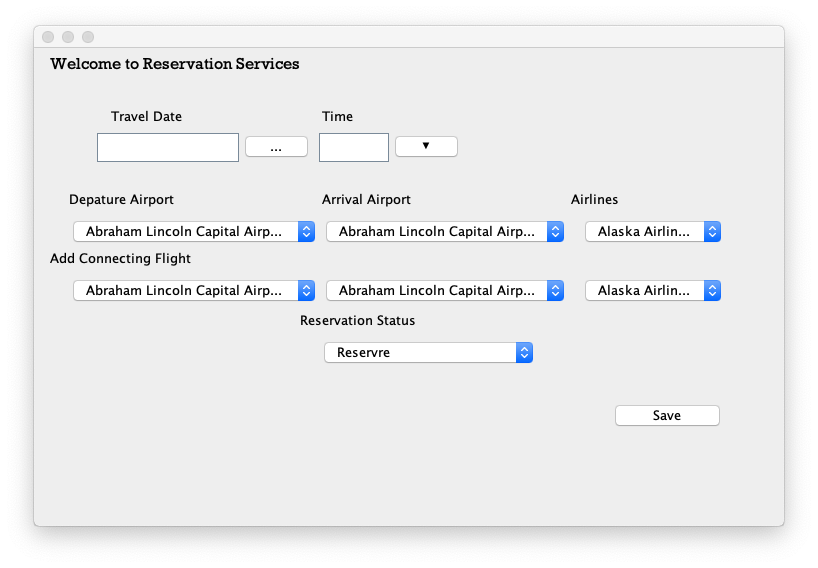 Welcome to Reservation Services
Travel Date Time
... ▼
Depature Airport Arrival Airport Airlines
Abraham Lincoln Capital Airp... Abraham Lincoln Capital Airp... Alaska Airlin...
Add Connecting Flight
Abraham Lincoln Capital Airp... Abraham Lincoln Capital Airp... Alaska Airlin...
Reservation Status
Reservre
Save